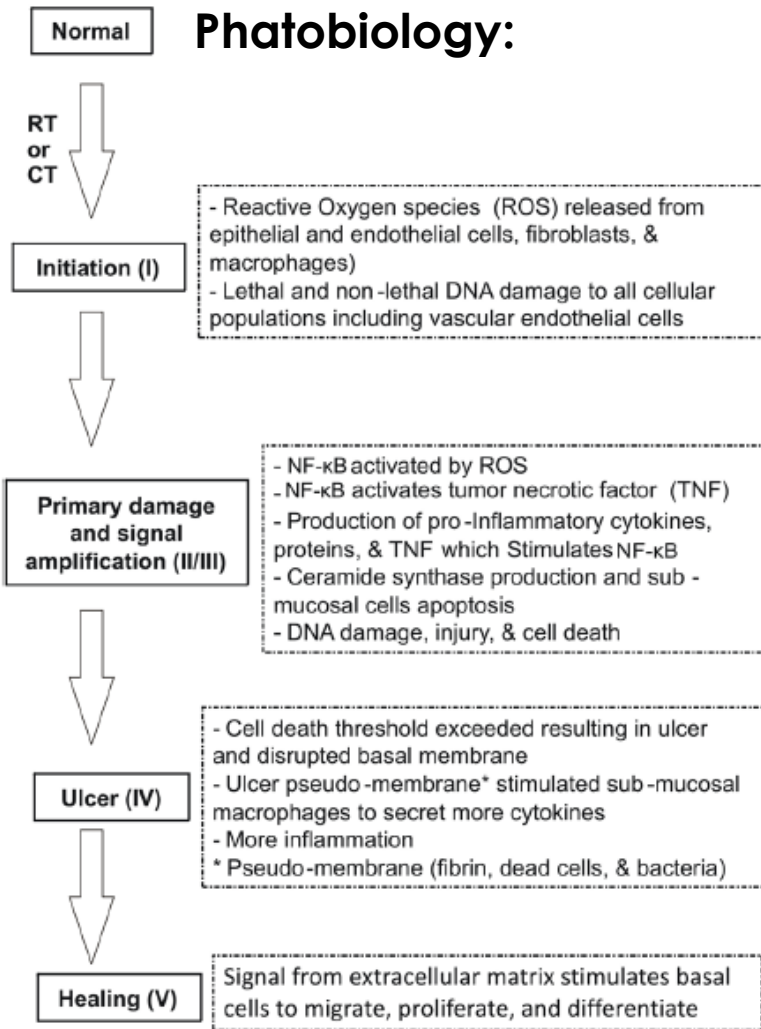 Normal
Phatobiology:
RT
or
CT
Initiation (I)
- Reactive Oxygen species (ROS) released from
epithelial and endothelial cells, fibroblasts, &
macrophages)
- Lethal and non-lethal DNA damage to all cellular
populations including vascular endothelial cells
Primary damage
and signal
amplification (II/III)
- NF-κB activated by ROS
- NF-κB activates tumor necrotic factor (TNF)
- Production of pro-Inflammatory cytokines,
proteins, & TNF which Stimulates NF-κB
- Ceramide synthase production and sub-
mucosal cells apoptosis
- DNA damage, injury, & cell death
Ulcer (IV)
- Cell death threshold exceeded resulting in ulcer
and disrupted basal membrane
- Ulcer pseudo-membrane* stimulated sub-mucosal
macrophages to secret more cytokines
- More inflammation
* Pseudo-membrane (fibrin, dead cells, & bacteria)
Healing (V)
Signal from extracellular matrix stimulates basal
cells to migrate, proliferate, and differentiate